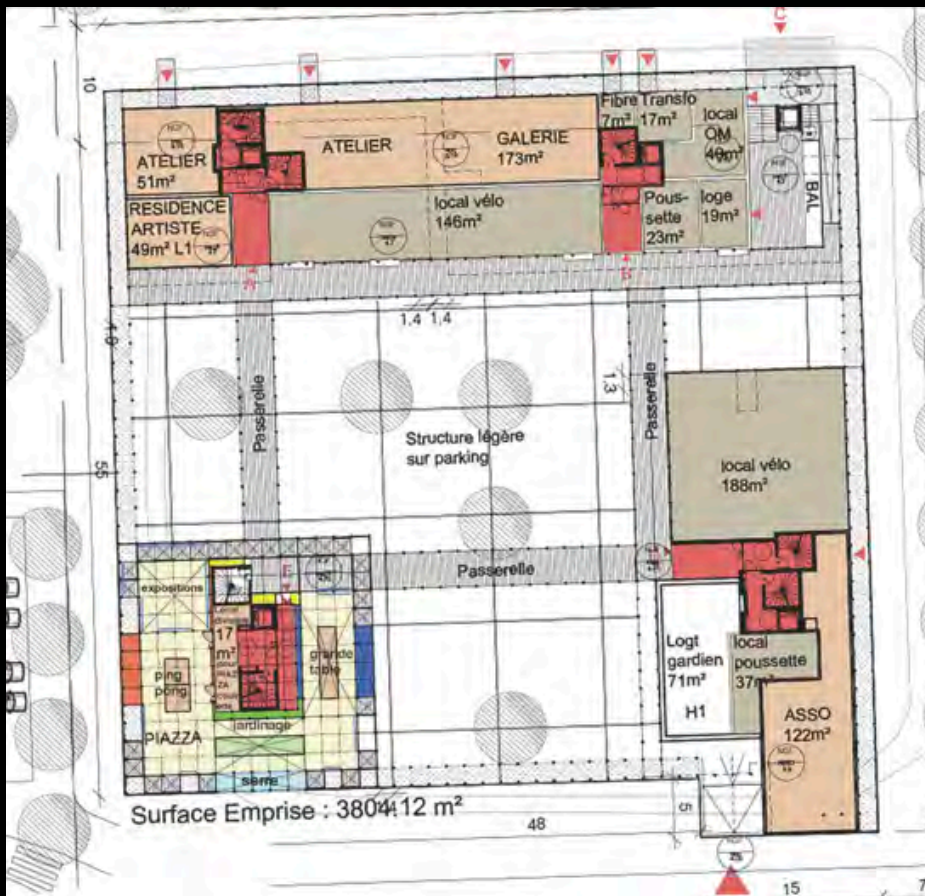 C
10
Fibre
7m²
Transfo
17m²
local
OM
40m²
ATELIER
51m²
ATELIER
GALERIE
173m²
RESIDENCE
ARTISTE
49m² L1
local vélo
146m²
Pous-
sette
23m²
loge
19m²
BAL
1.4 1.4
1.3
Passerelle
Passerelle
Structure légère
sur parking
local vélo
188m²
55
Passerelle
expositions
E
17
m²
ping
pong
grande
table
jardinage
PIAZZA
serre
Logt
gardien
71m²
H1
local
poussette
37m²
ASSO
122m²
Surface Emprise : 3804.12 m²
48
5
15
7